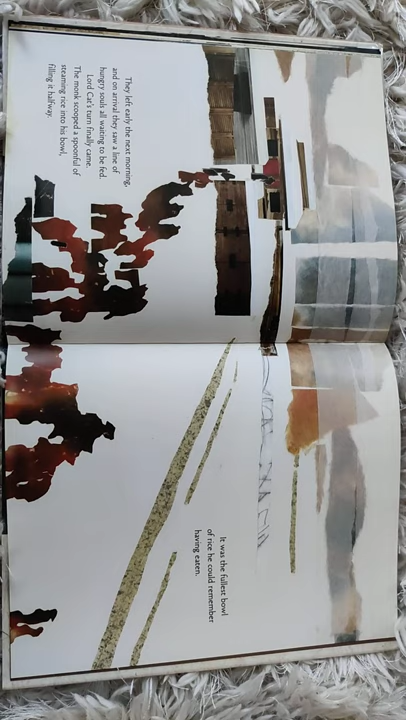 They left early the next morning,
and on arrival they saw a line of
hungry souls all waiting to be fed.
Lord Cat's turn finally came.
The monk scooped a spoonful of
steaming rice into his bowl,
filling it halfway.
It was the fullest bowl
of rice he could remember
having eaten.